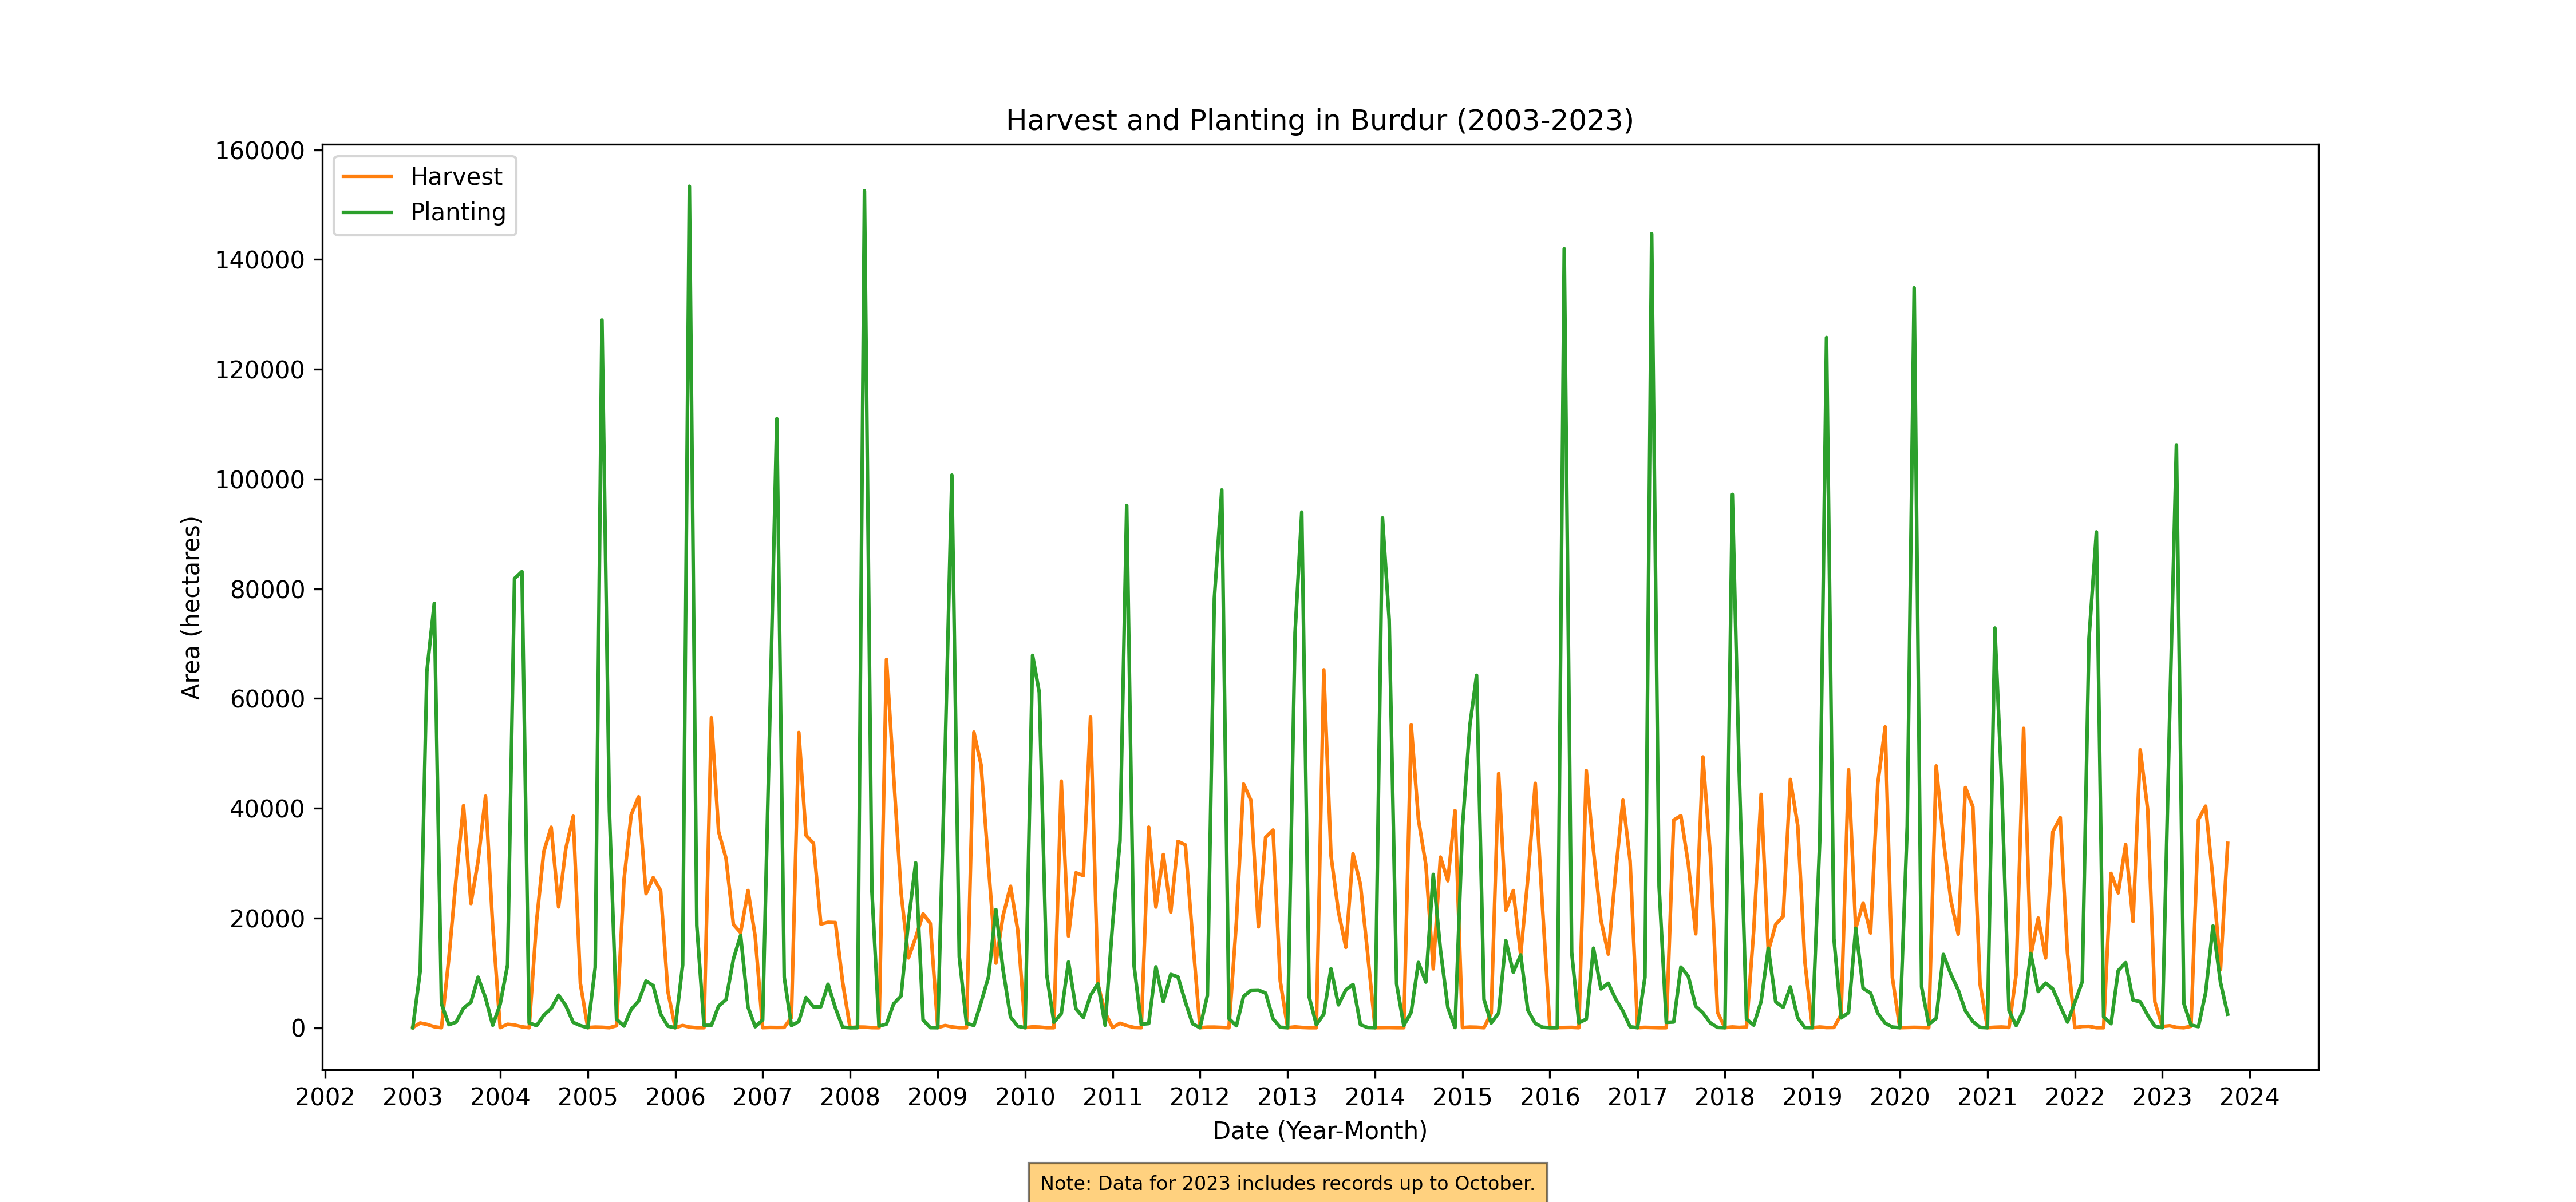 Harvest and Planting in Burdur (2003-2023)
Harvest
Planting
160000
140000
120000
100000
80000
60000
40000
20000
0
Area (hectares)
2002 2003 2004 2005 2006 2007 2008 2009 2010 2011 2012 2013 2014 2015 2016 2017 2018 2019 2020 2021 2022 2023 2024
Date (Year-Month)
Note: Data for 2023 includes records up to October.